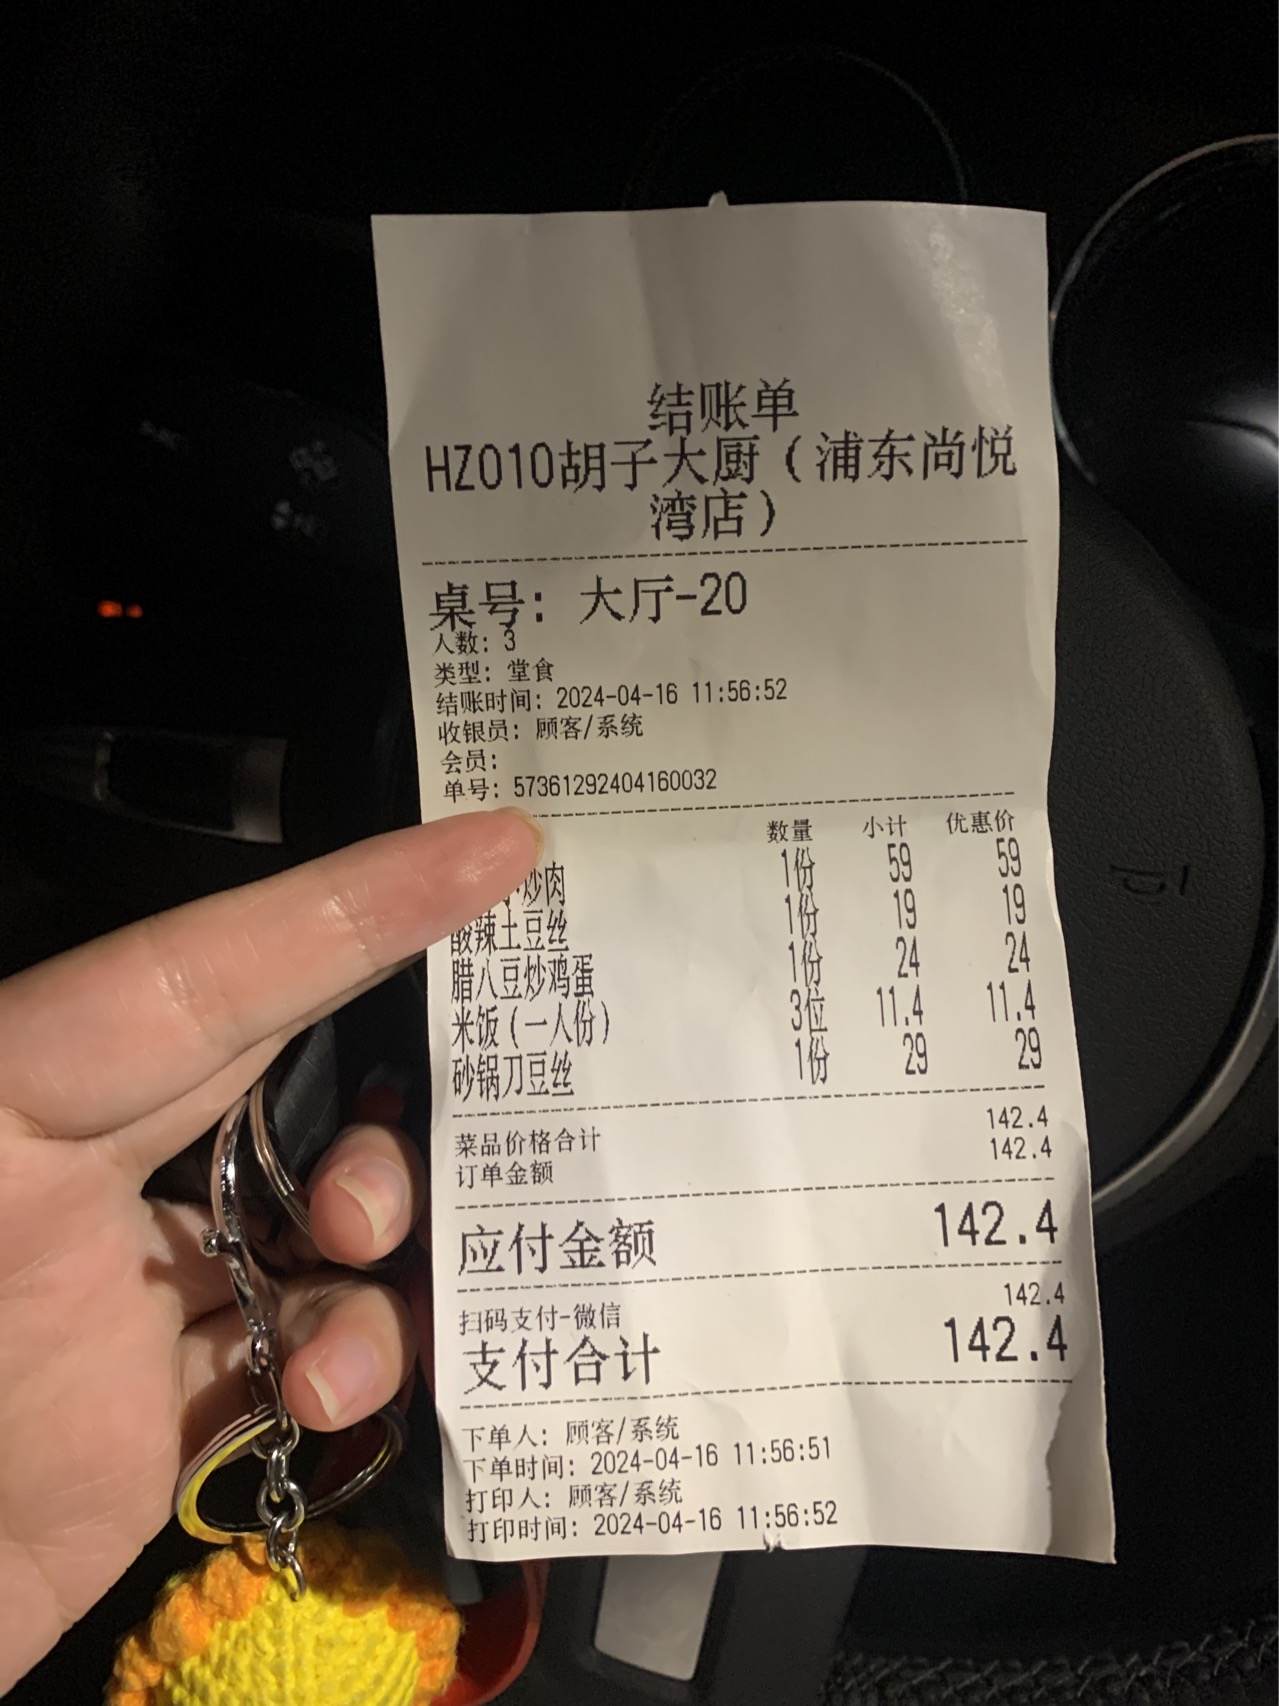 结账单
HZ010胡子大厨（浦东尚悦
湾店）
桌号：大厅-20
人数：3
类型：堂食
结账时间：2024-04-16 11:56:52
收银员：顾客/系统
会员：
单号：57361292404160032
数量 小计 优惠价
炒肉 1份 59 59
酸辣土豆丝 1份 19 19
腊八豆炒鸡蛋 1份 24 24
米饭（一人份） 3位 11.4 11.4
砂锅刀豆丝 1份 29 29
菜品价格合计 142.4
订单金额 142.4
应付金额 142.4
扫码支付-微信 142.4
支付合计 142.4
下单人：顾客/系统
下单时间：2024-04-16 11:56:51
打印人：顾客/系统
打印时间：2024-04-16 11:56:52